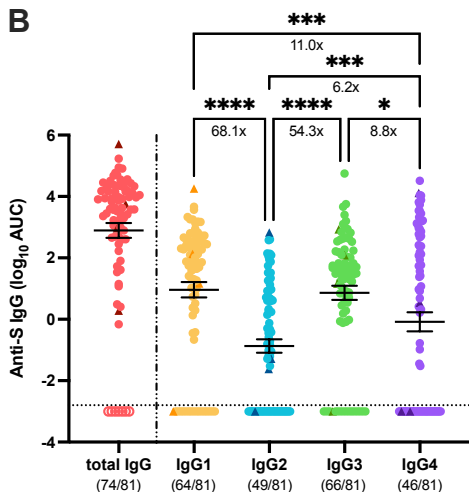 B
***
11.0x
***
6.2x
**** **** *
68.1x 54.3x 8.8x
Anti-S IgG (log10 AUC)
6
4
2
0
-2
-4
total IgG IgG1 IgG2 IgG3 IgG4
(74/81) (64/81) (49/81) (66/81) (46/81)